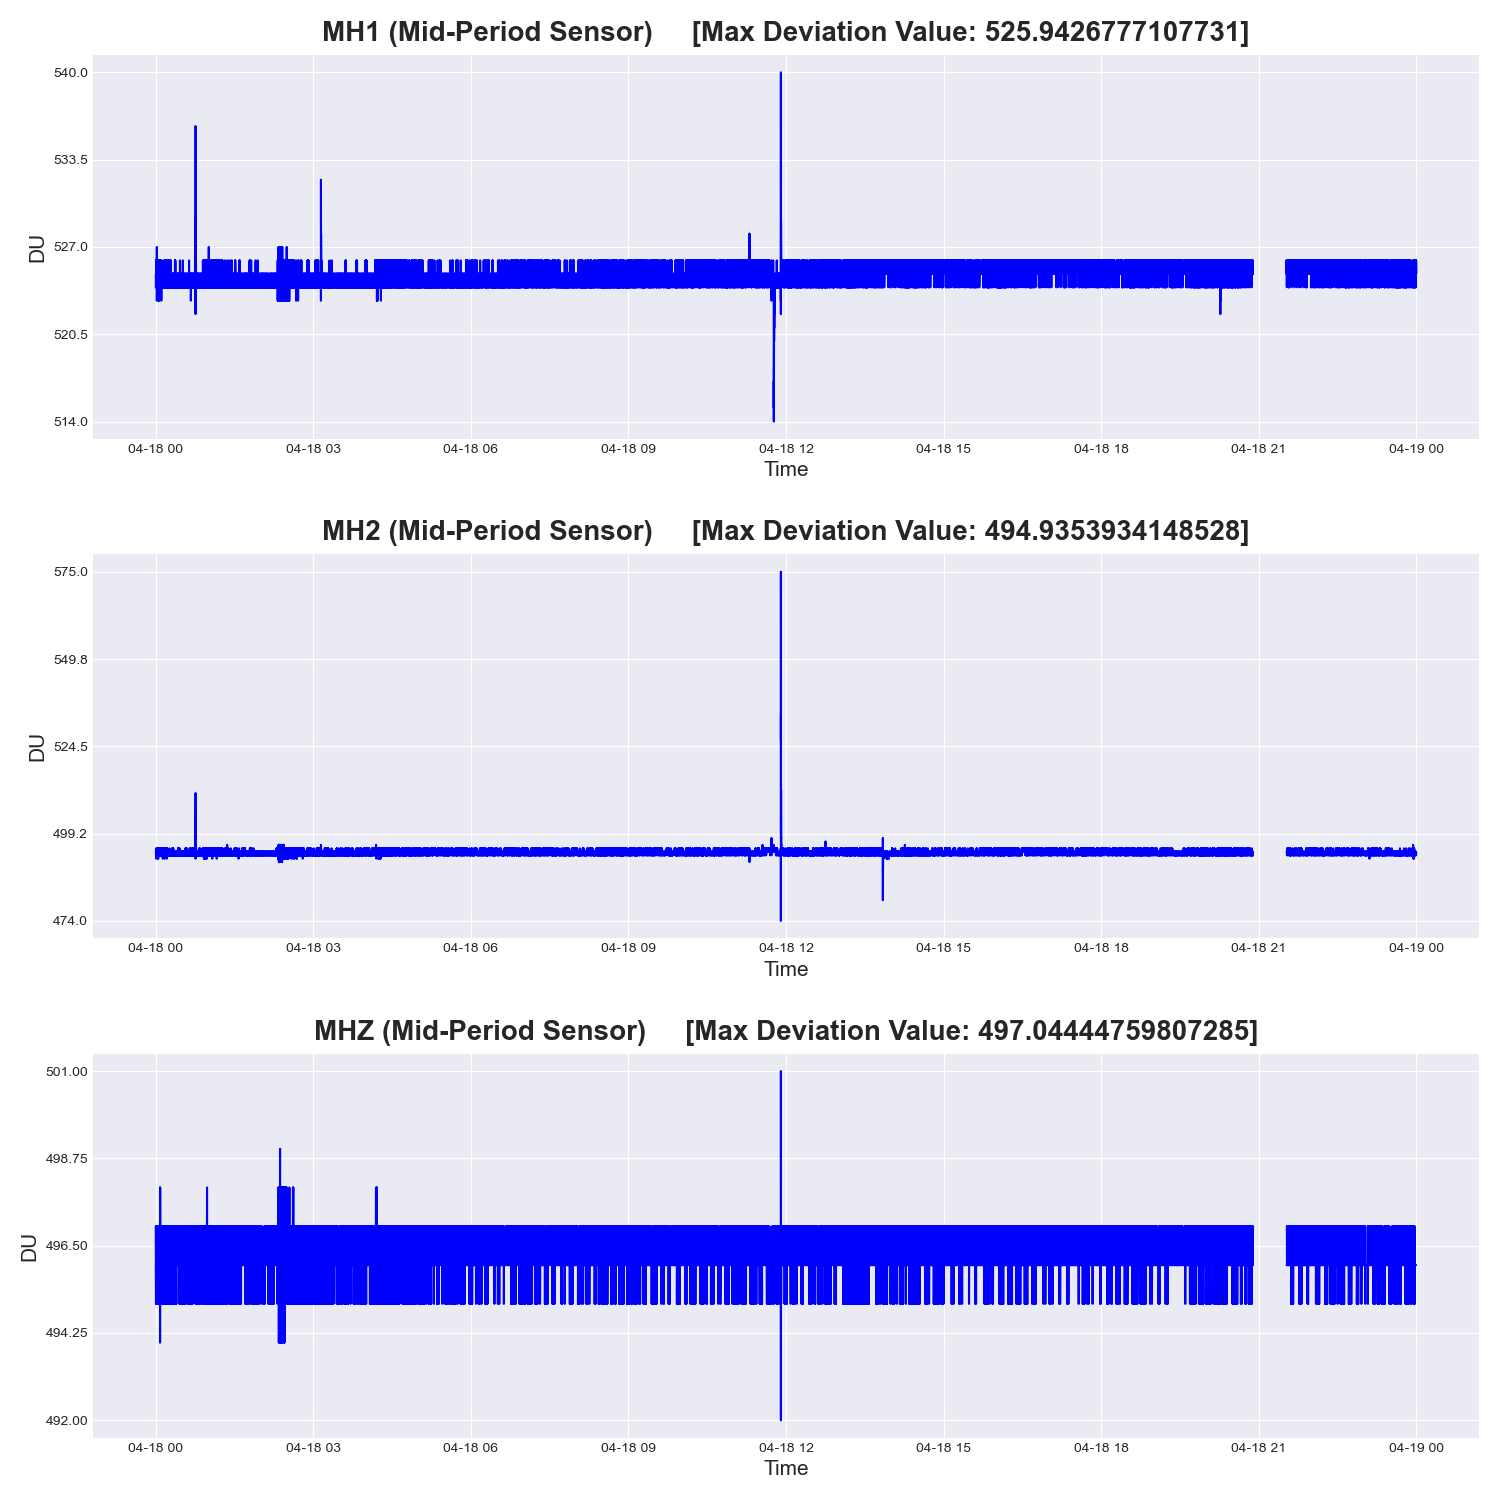 MH1 (Mid-Period Sensor) [Max Deviation Value: 525.9426777107731]
540.0
533.5
527.0
520.5
514.0
DU
04-18 00 04-18 03 04-18 06 04-18 09 04-18 12 04-18 15 04-18 18 04-18 21 04-19 00
Time
MH2 (Mid-Period Sensor) [Max Deviation Value: 494.9353934148528]
575.0
549.8
524.5
499.2
474.0
DU
04-18 00 04-18 03 04-18 06 04-18 09 04-18 12 04-18 15 04-18 18 04-18 21 04-19 00
Time
MHZ (Mid-Period Sensor) [Max Deviation Value: 497.04444759807285]
501.00
498.75
496.50
494.25
492.00
DU
04-18 00 04-18 03 04-18 06 04-18 09 04-18 12 04-18 15 04-18 18 04-18 21 04-19 00
Time